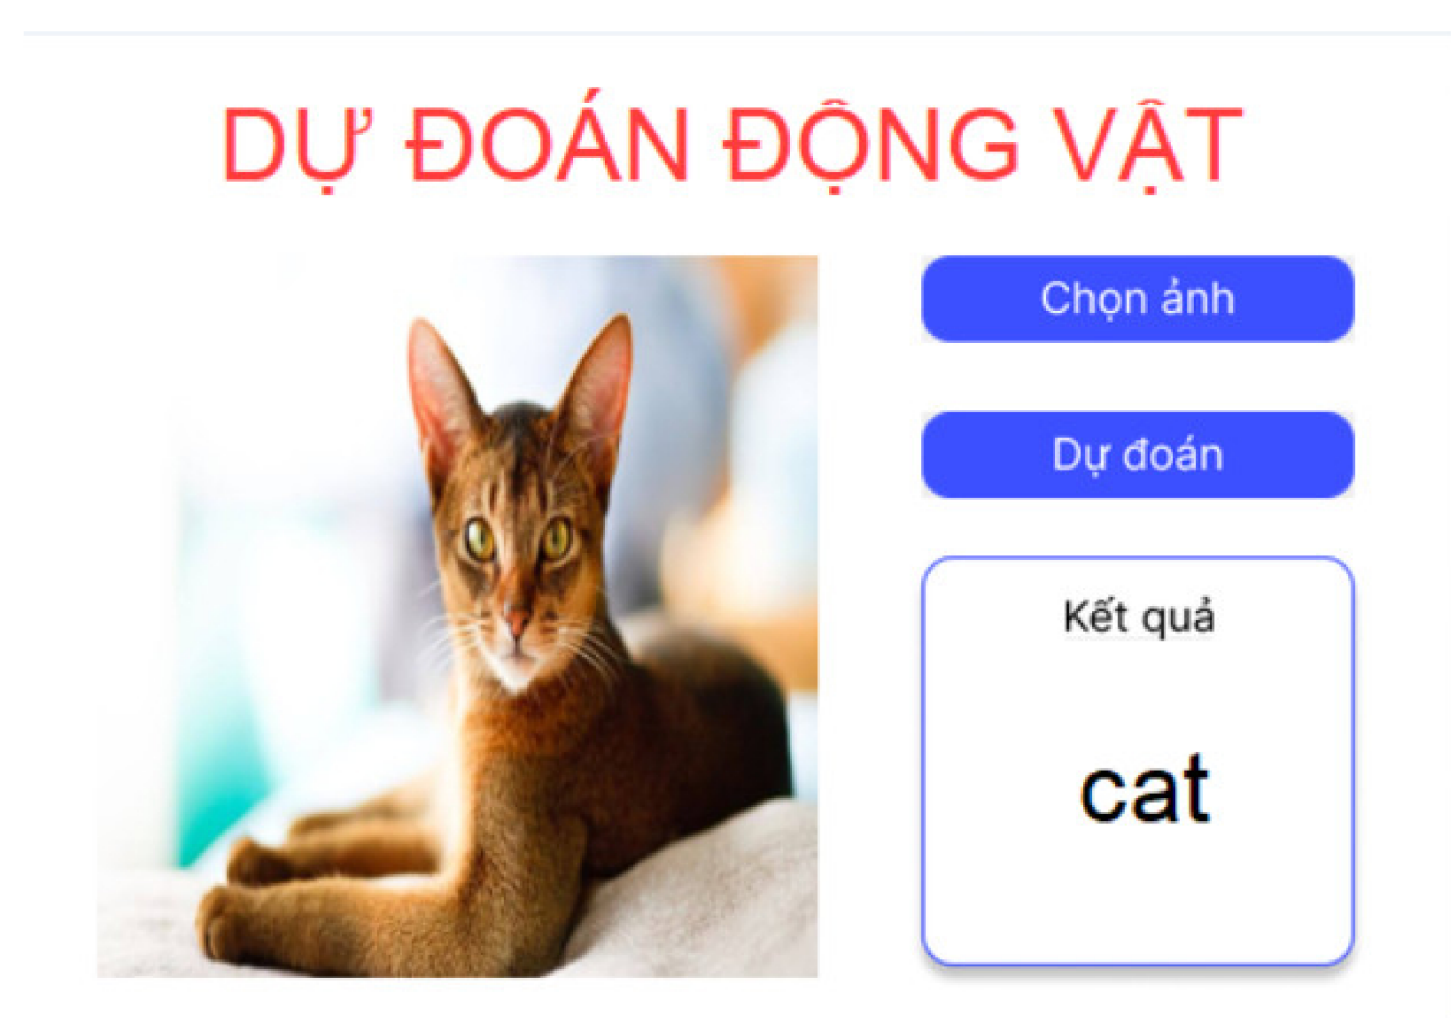 DỰ ĐOÁN ĐỘNG VẬT
Chọn ảnh
Dự đoán
Kết quả
cat